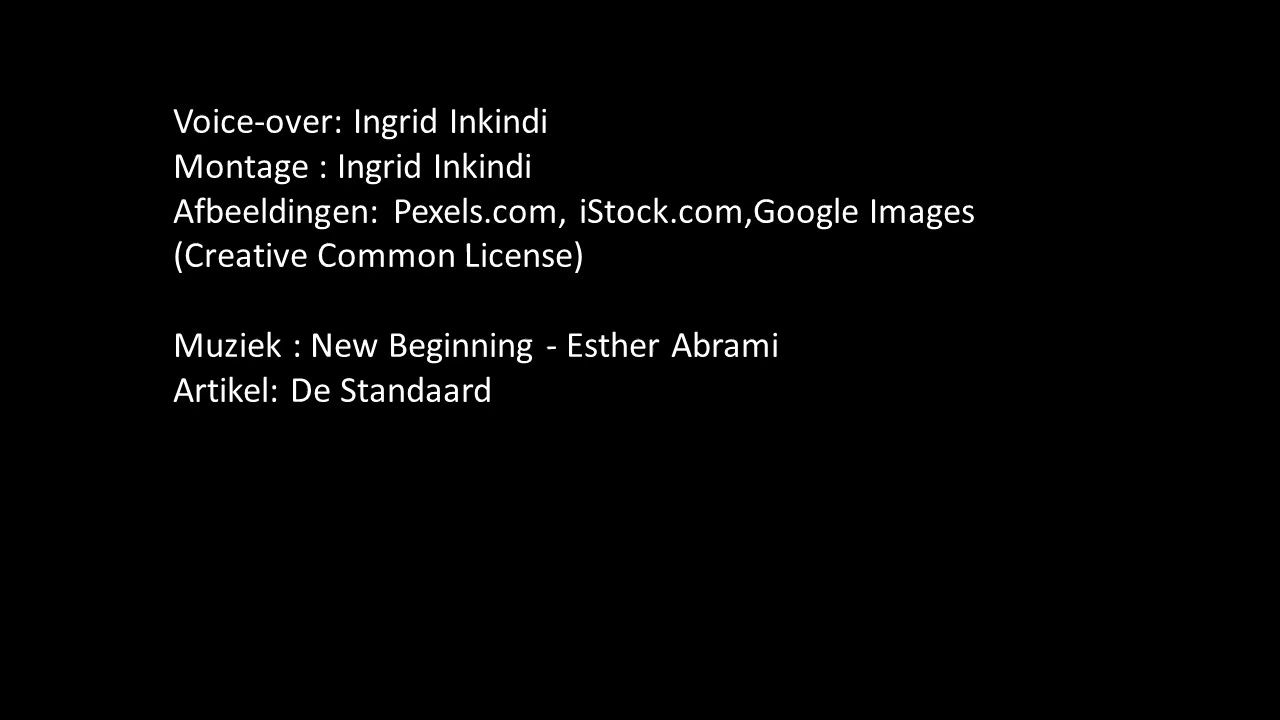 Voice-over: Ingrid Inkindi
Montage : Ingrid Inkindi
Afbeeldingen: Pexels.com, iStock.com,Google Images
(Creative Common License)
Muziek : New Beginning - Esther Abrami
Artikel: De Standaard